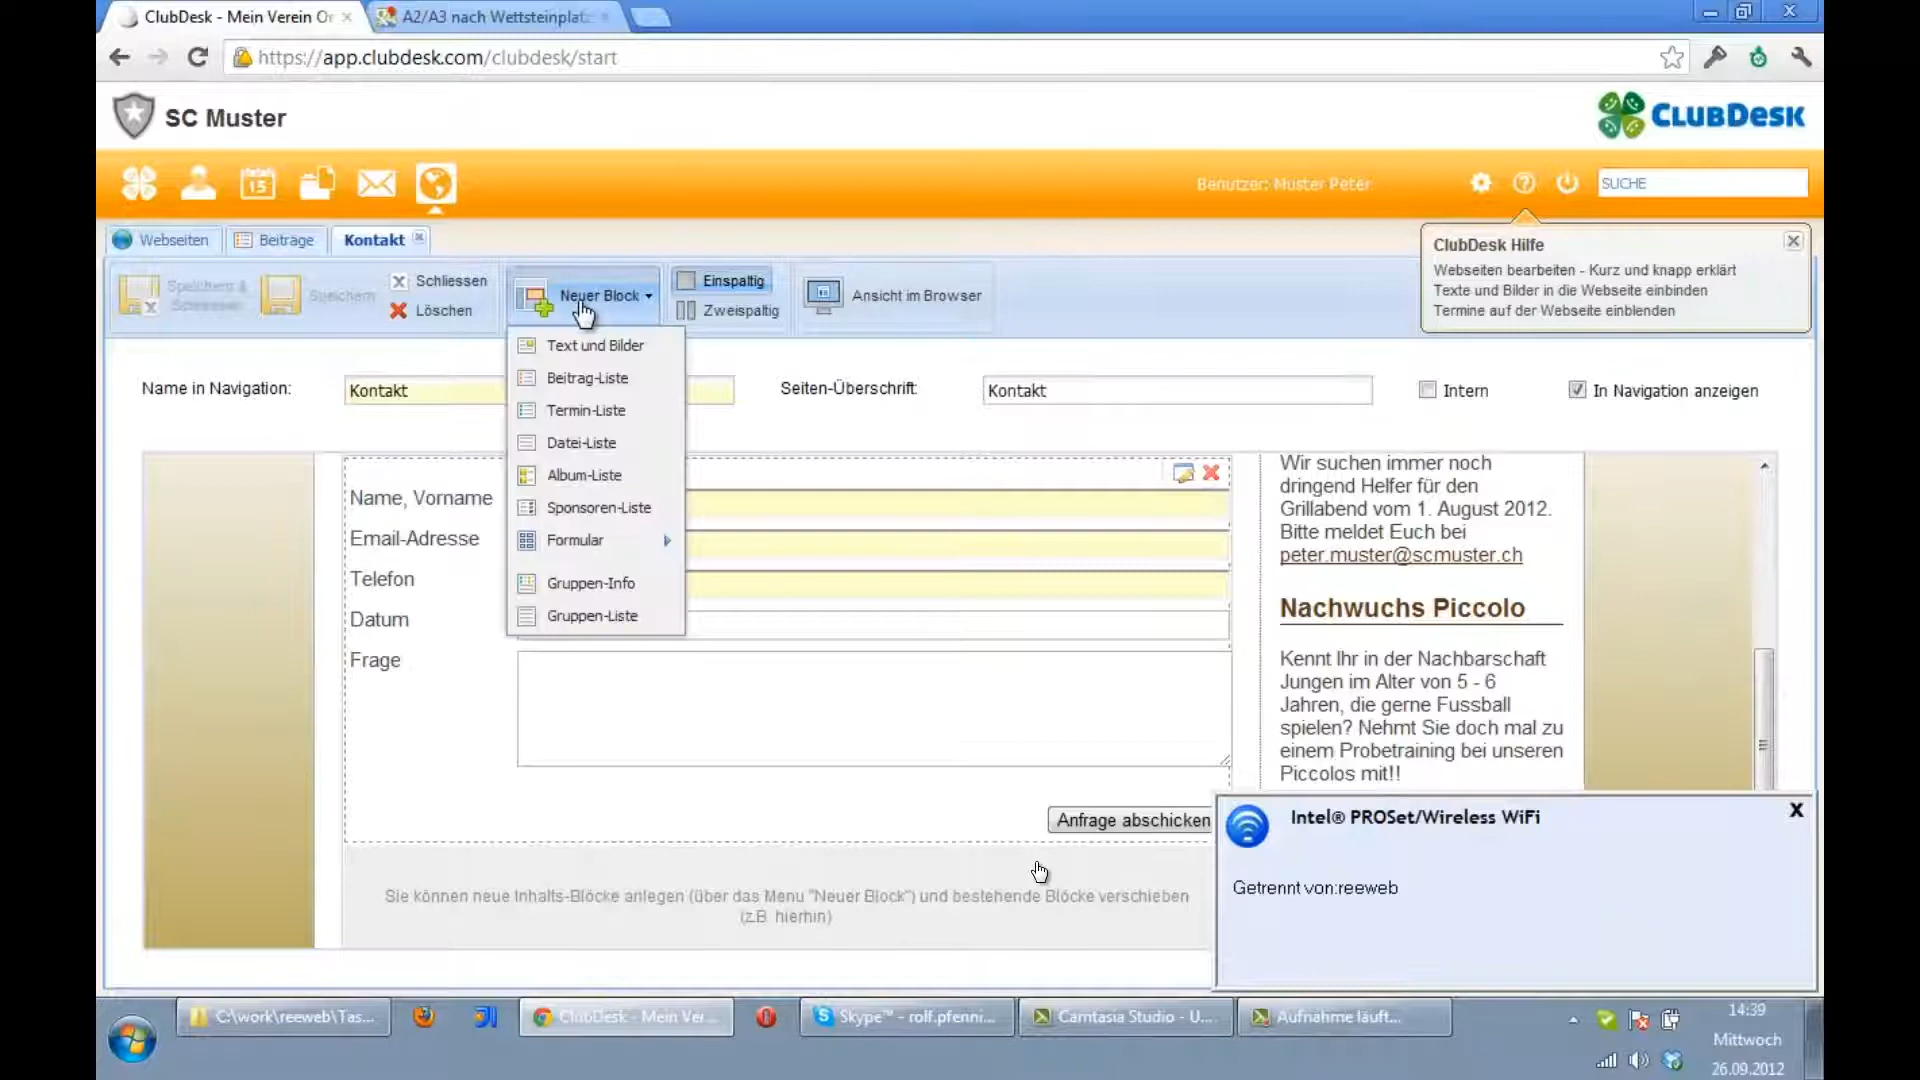 ClubDesk - Mein Verein Or
A2/A3 nach Wettsteinplatz
https://app.clubdesk.com/clubdesk/start
SC Muster
CLUBDESK
15
Benutzer: Muster Peter
SUCHE
Webseiten
Beiträge
Kontakt
ClubDesk Hilfe
Webseiten bearbeiten - Kurz und knapp erklärt
Texte und Bilder in die Webseite einbinden
Termine auf der Webseite einblenden
Speichern &
Schliessen
Speichern
Schliessen
Löschen
Neuer Block
Einspaltig
Zweispaltig
Ansicht im Browser
Text und Bilder
Beitrag-Liste
Termin-Liste
Datei-Liste
Album-Liste
Sponsoren-Liste
Formular
Gruppen-Info
Gruppen-Liste
Name in Navigation:
Kontakt
Seiten-Überschrift:
Kontakt
Intern
In Navigation anzeigen
Name, Vorname
Email-Adresse
Telefon
Datum
Frage
Anfrage abschicken
Sie können neue Inhalts-Blöcke anlegen (über das Menu "Neuer Block") und bestehende Blöcke verschieben
(z.B. hierhin)
Wir suchen immer noch
dringend Helfer für den
Grillabend vom 1. August 2012.
Bitte meldet Euch bei
peter.muster@scmuster.ch
Nachwuchs Piccolo
Kennt Ihr in der Nachbarschaft
Jungen im Alter von 5 - 6
Jahren, die gerne Fussball
spielen? Nehmt Sie doch mal zu
einem Probetraining bei unseren
Piccolos mit!!
Intel® PROSet/Wireless WiFi
X
Getrennt von:reeweb
C:\work\reeweb\Tas...
ClubDesk - Mein Ver...
Skype™ - rolf.pfenni...
Camtasia Studio - U...
Aufnahme läuft...
14:39
Mittwoch
26.09.2012